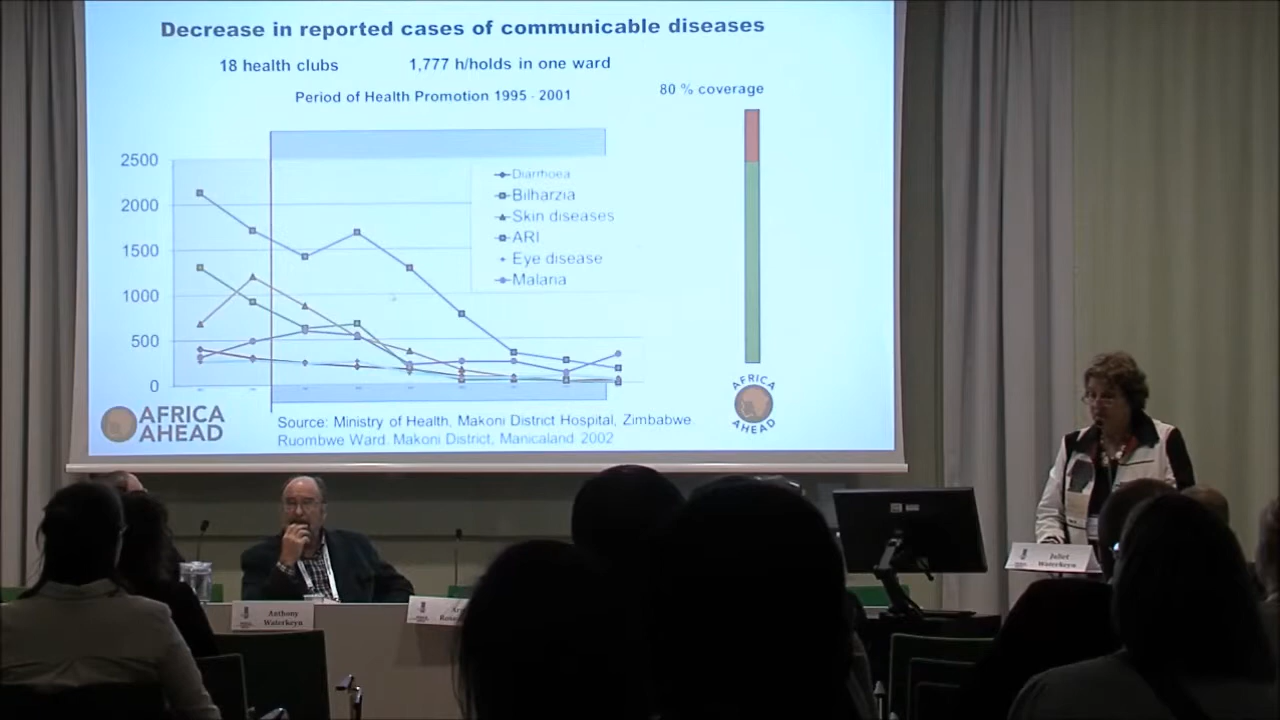 Decrease in reported cases of communicable diseases
18 health clubs
1,777 h/holds in one ward
Period of Health Promotion 1995 - 2001
80 % coverage
2500
2000
1500
1000
500
0
Diarrhoea
Bilharzia
Skin diseases
ARI
Eye disease
Malaria
AFRICA
AHEAD
Source: Ministry of Health, Makoni District Hospital, Zimbabwe
Ruombwe Ward. Makoni District, Manicaland 2002
AFRICA
AHEAD
Anthony
Waterkeyn
Juliet
Waterkeyn